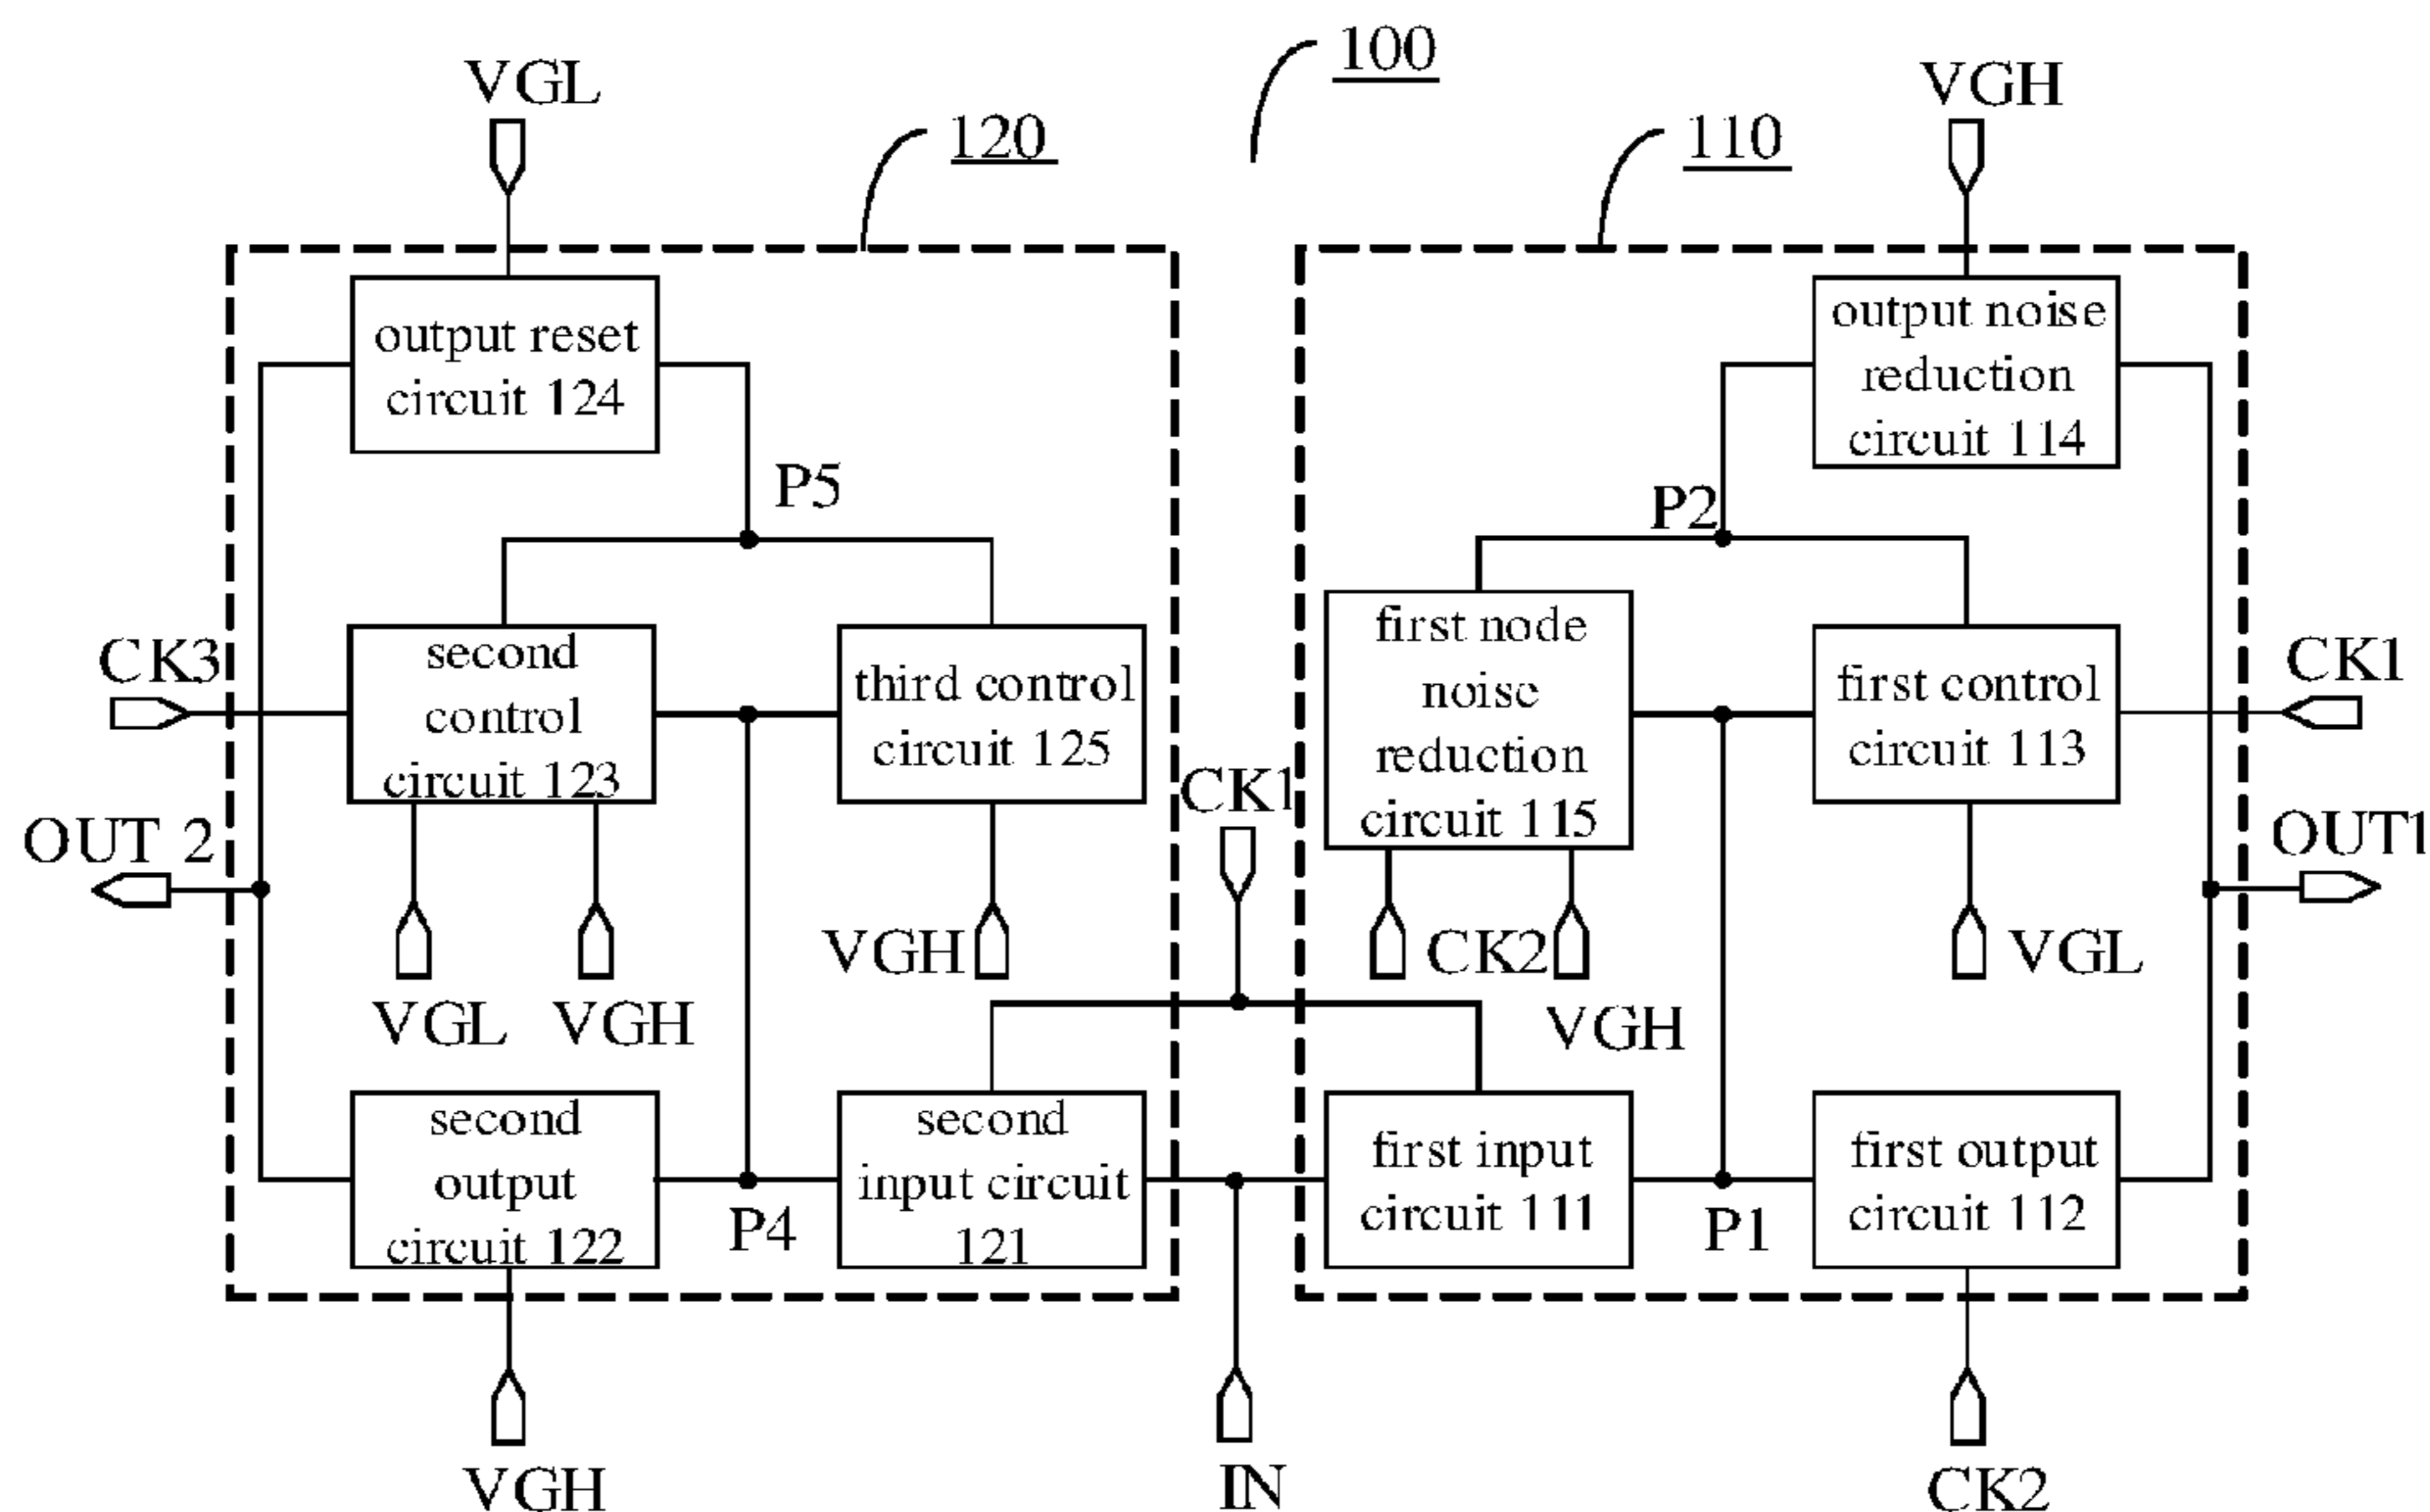 100
VGL
VGH
120
110
output reset
circuit 124
output noise
reduction
circuit 114
P5
P2
CK3
second
control
circuit 123
third control
circuit 125
first node
noise
reduction
circuit 115
first control
circuit 113
CK1
CK1
OUT 2
OUT1
VGL
VGH
VGH
CK2
VGH
VGL
second
output
circuit 122
P4
second
input circuit
121
first input
circuit 111
P1
first output
circuit 112
VGH
IN
CK2